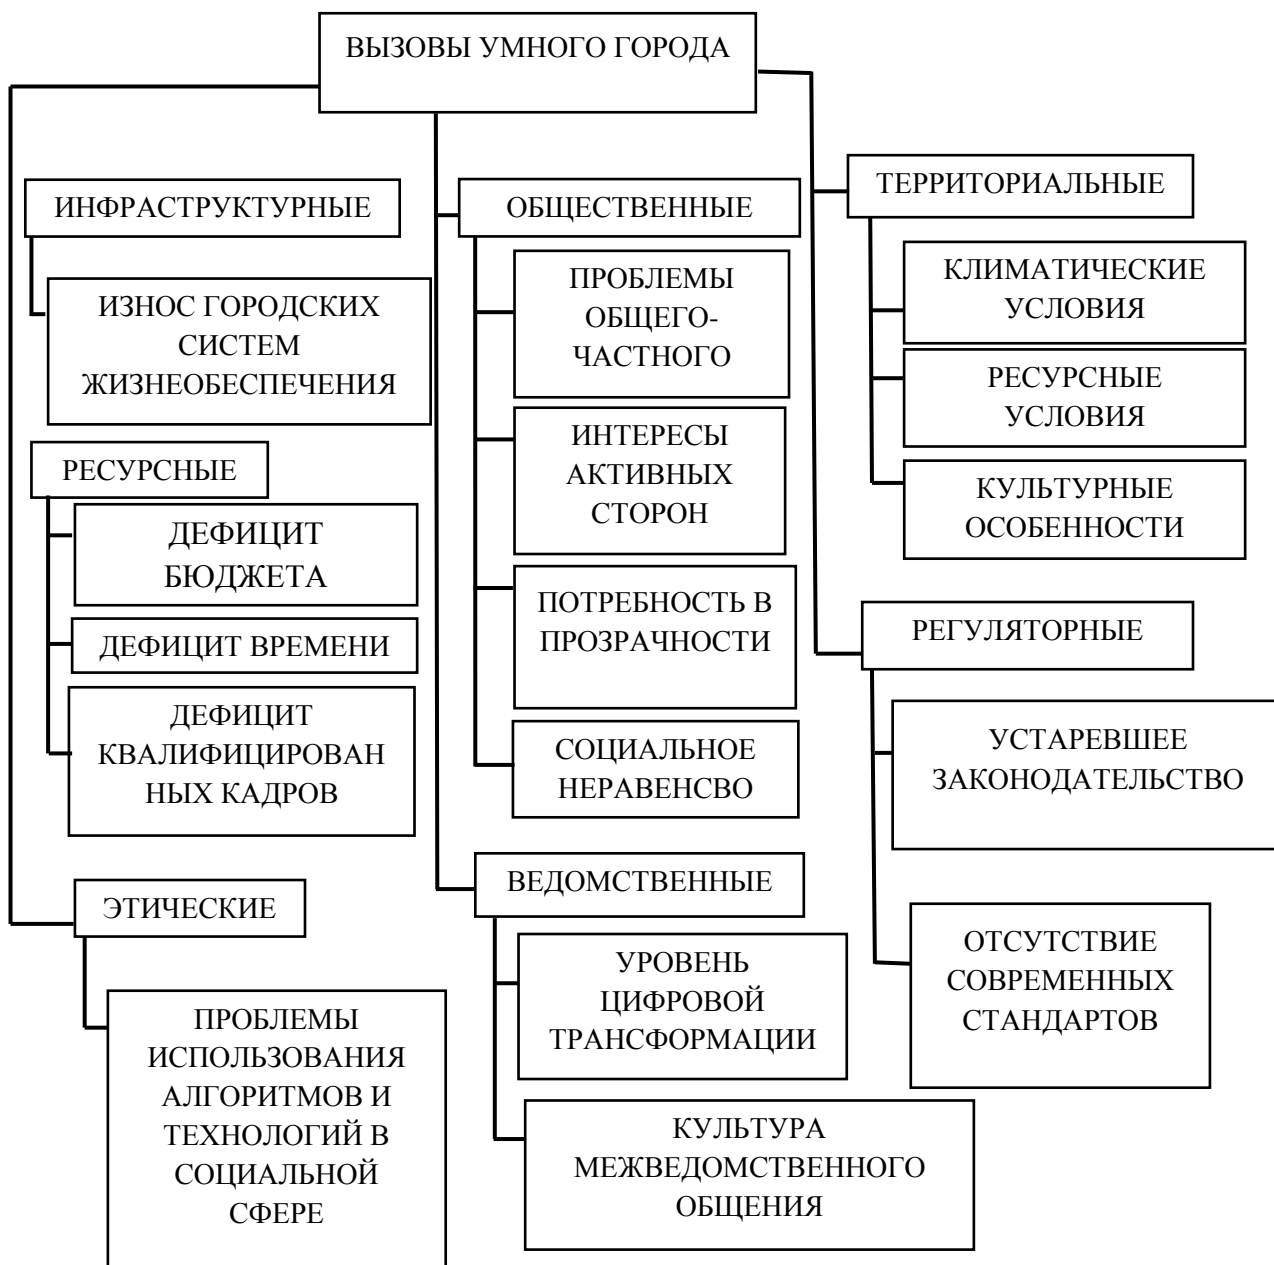 ВЫЗОВЫ УМНОГО ГОРОДА
ИНФРАСТРУКТУРНЫЕ
ИЗНОС ГОРОДСКИХ
СИСТЕМ
ЖИЗНЕОБЕСПЕЧЕНИЯ
РЕСУРСНЫЕ
ДЕФИЦИТ
БЮДЖЕТА
ДЕФИЦИТ ВРЕМЕНИ
ДЕФИЦИТ
КВАЛИФИЦИРОВАН
НЫХ КАДРОВ
ЭТИЧЕСКИЕ
ПРОБЛЕМЫ
ИСПОЛЬЗОВАНИЯ
АЛГОРИТМОВ И
ТЕХНОЛОГИЙ В
СОЦИАЛЬНОЙ
СФЕРЕ
ОБЩЕСТВЕННЫЕ
ПРОБЛЕМЫ
ОБЩЕГО-
ЧАСТНОГО
ИНТЕРЕСЫ
АКТИВНЫХ
СТОРОН
ПОТРЕБНОСТЬ В
ПРОЗРАЧНОСТИ
СОЦИАЛЬНОЕ
НЕРАВЕНСВО
ВЕДОМСТВЕННЫЕ
УРОВЕНЬ
ЦИФРОВОЙ
ТРАНСФОРМАЦИИ
КУЛЬТУРА
МЕЖВЕДОМСТВЕННОГО
ОБЩЕНИЯ
ТЕРРИТОРИАЛЬНЫЕ
КЛИМАТИЧЕСКИЕ
УСЛОВИЯ
РЕСУРСНЫЕ
УСЛОВИЯ
КУЛЬТУРНЫЕ
ОСОБЕННОСТИ
РЕГУЛЯТОРНЫЕ
УСТАРЕВШЕЕ
ЗАКОНОДАТЕЛЬСТВО
ОТСУТСТВИЕ
СОВРЕМЕННЫХ
СТАНДАРТОВ